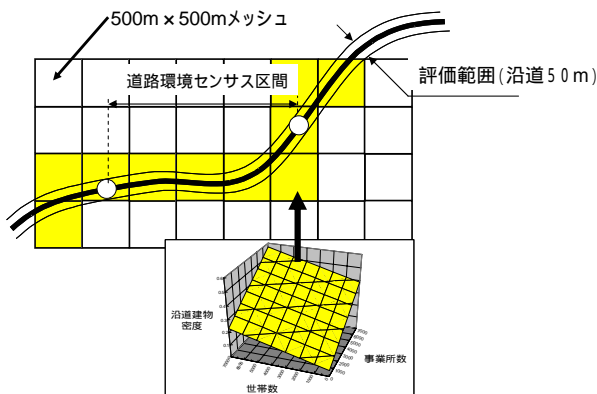 500m×500mメッシュ
道路環境センサス区間
評価範囲(沿道50m)
沿道建物
密度
事業所数
世帯数